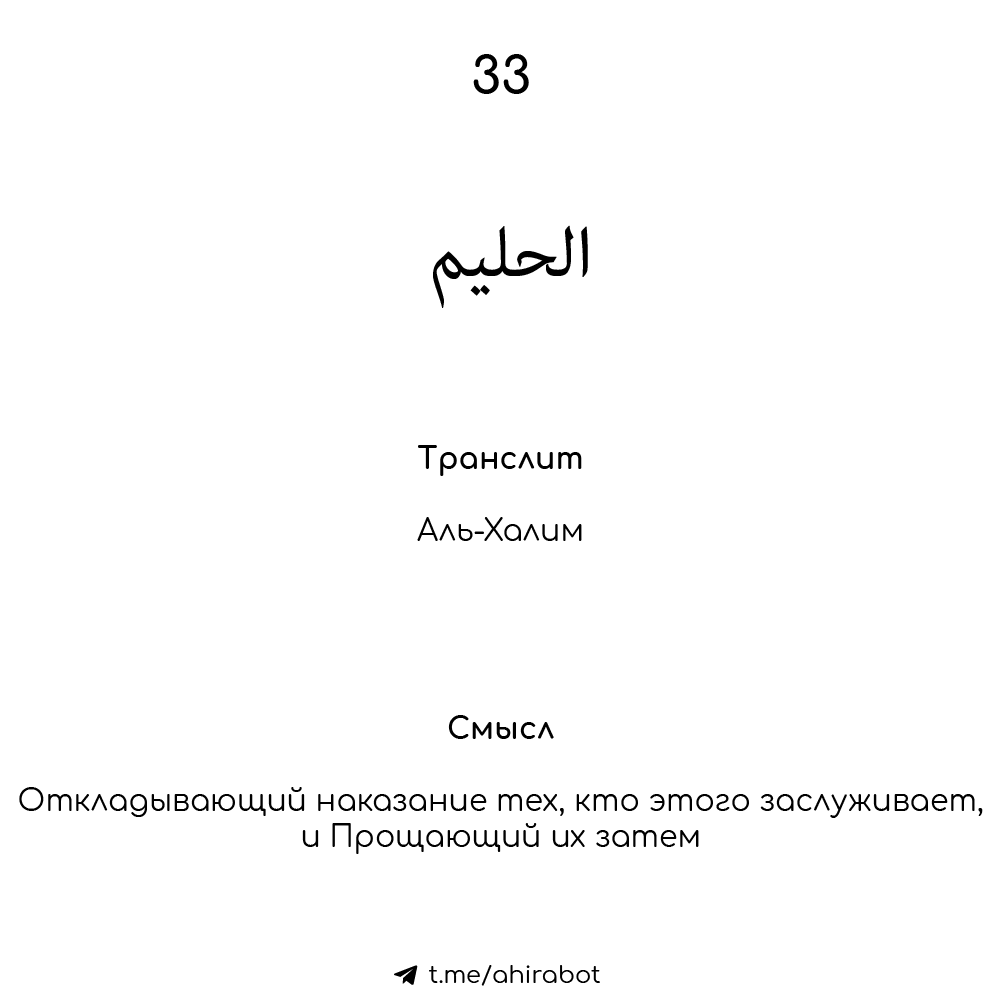 33
الحليم
Транслит
Аль-Халим
Смысл
Откладывающий наказание тех, кто этого заслуживает,
и Прощающий их затем
t.me/ahirabot